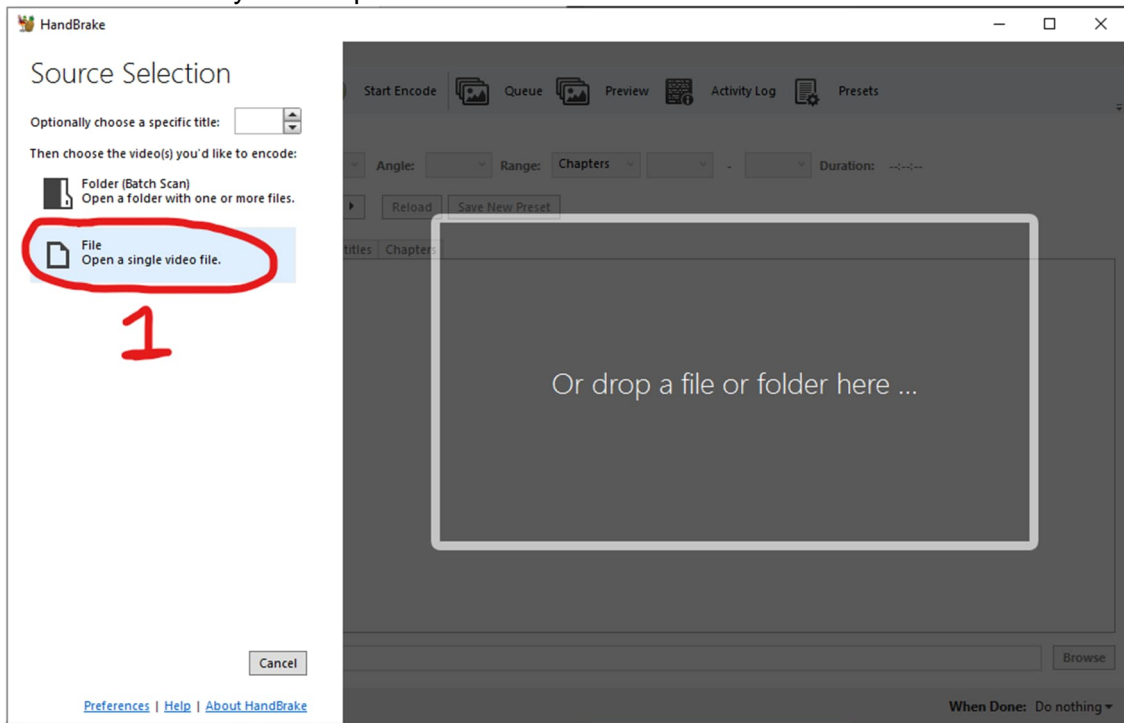 HandBrake
Source Selection
Optionally choose a specific title:
Then choose the video(s) you'd like to encode:
Folder (Batch Scan)
Open a folder with one or more files.
File
Open a single video file.
1
Cancel
Preferences | Help | About HandBrake
Start Encode Queue Preview Activity Log Presets
Angle: Range: Chapters - Duration: --:--:--
Reload Save New Preset
Chapters
Or drop a file or folder here ...
Browse
When Done: Do nothing